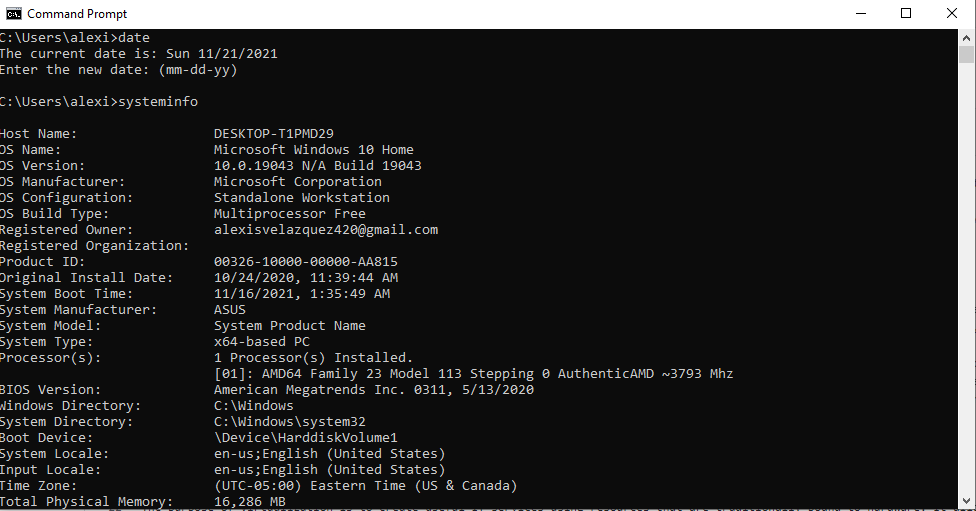 Command Prompt
C:\Users\alexi>date
The current date is: Sun 11/21/2021
Enter the new date: (mm-dd-yy)
C:\Users\alexi>systeminfo
Host Name: DESKTOP-T1PMD29
OS Name: Microsoft Windows 10 Home
OS Version: 10.0.19043 N/A Build 19043
OS Manufacturer: Microsoft Corporation
OS Configuration: Standalone Workstation
OS Build Type: Multiprocessor Free
Registered Owner: alexisvelazquez420@gmail.com
Registered Organization:
Product ID: 00326-10000-00000-AA815
Original Install Date: 10/24/2020, 11:39:44 AM
System Boot Time: 11/16/2021, 1:35:49 AM
System Manufacturer: ASUS
System Model: System Product Name
System Type: x64-based PC
Processor(s): 1 Processor(s) Installed.
[01]: AMD64 Family 23 Model 113 Stepping 0 AuthenticAMD ~3793 Mhz
BIOS Version: American Megatrends Inc. 0311, 5/13/2020
Windows Directory: C:\Windows
System Directory: C:\Windows\system32
Boot Device: \Device\HarddiskVolume1
System Locale: en-us;English (United States)
Input Locale: en-us;English (United States)
Time Zone: (UTC-05:00) Eastern Time (US & Canada)
Total Physical Memory: 16,286 MB